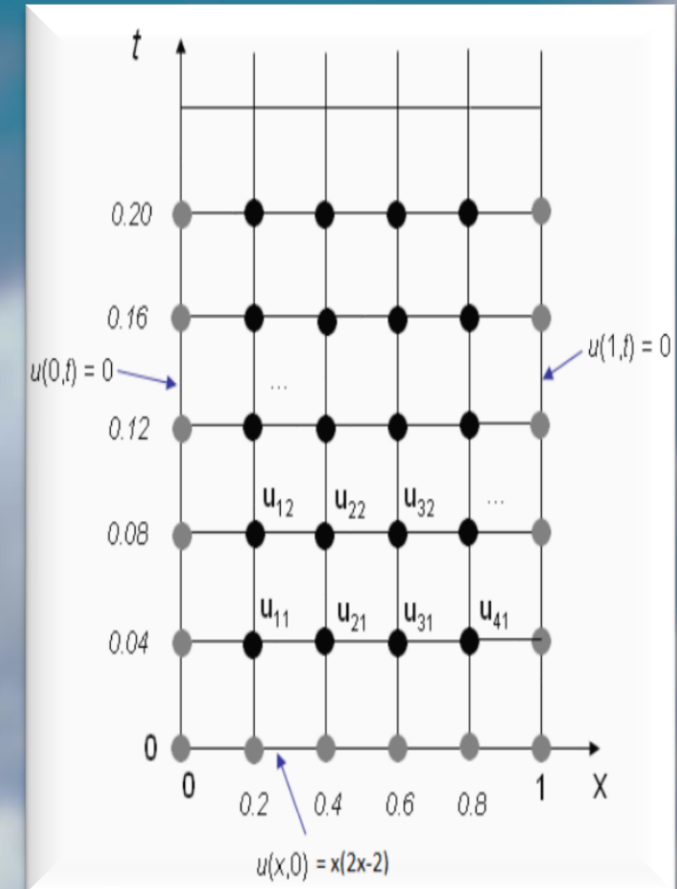 t
0.20
0.16
u(0,t) = 0
u(1,t) = 0
...
0.12
u12 u22 u32 ...
0.08
u11 u21 u31 u41
0.04
0
0 0.2 0.4 0.6 0.8 1 X
u(x,0) = x(2x-2)